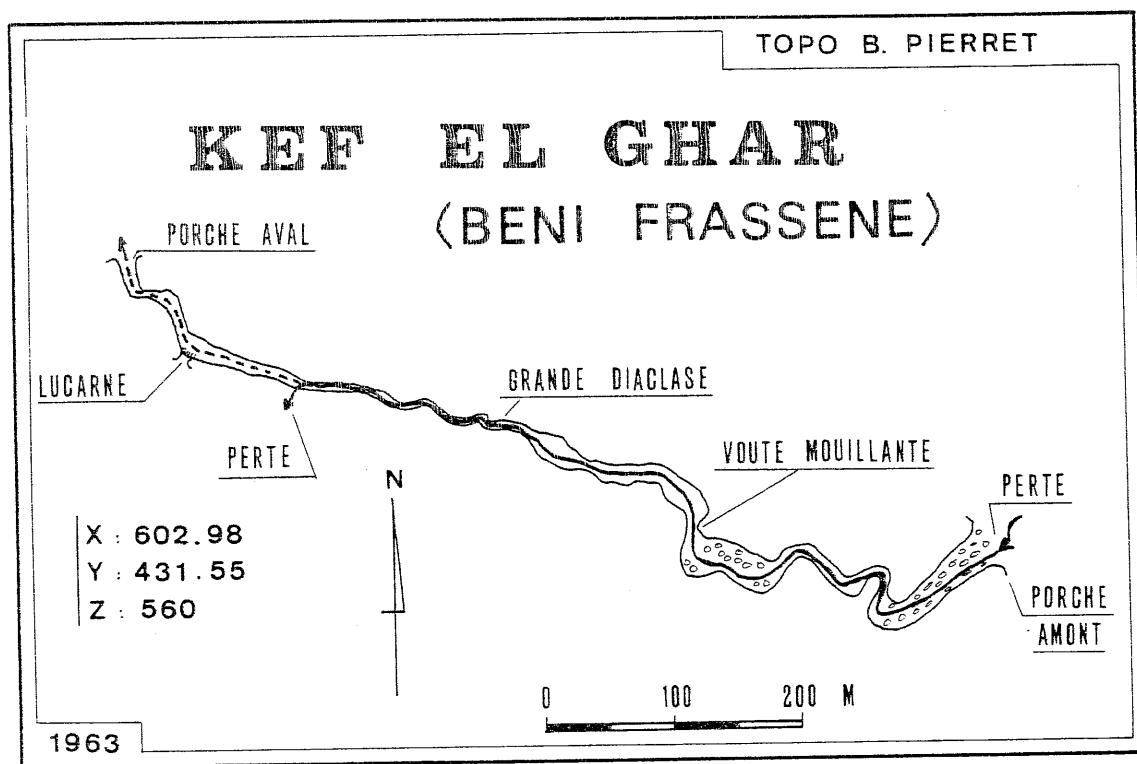 TOPO B. PIERRET
KEF EL GHAR
(BENI FRASSENE)
PORCHE AVAL
LUCARNE
GRANDE DIACLASE
PERTE
VOUTE MOUILLANTE
N
PERTE
X : 602.98
Y : 431.55
Z : 560
PORCHE
AMONT
0 100 200 M
1963